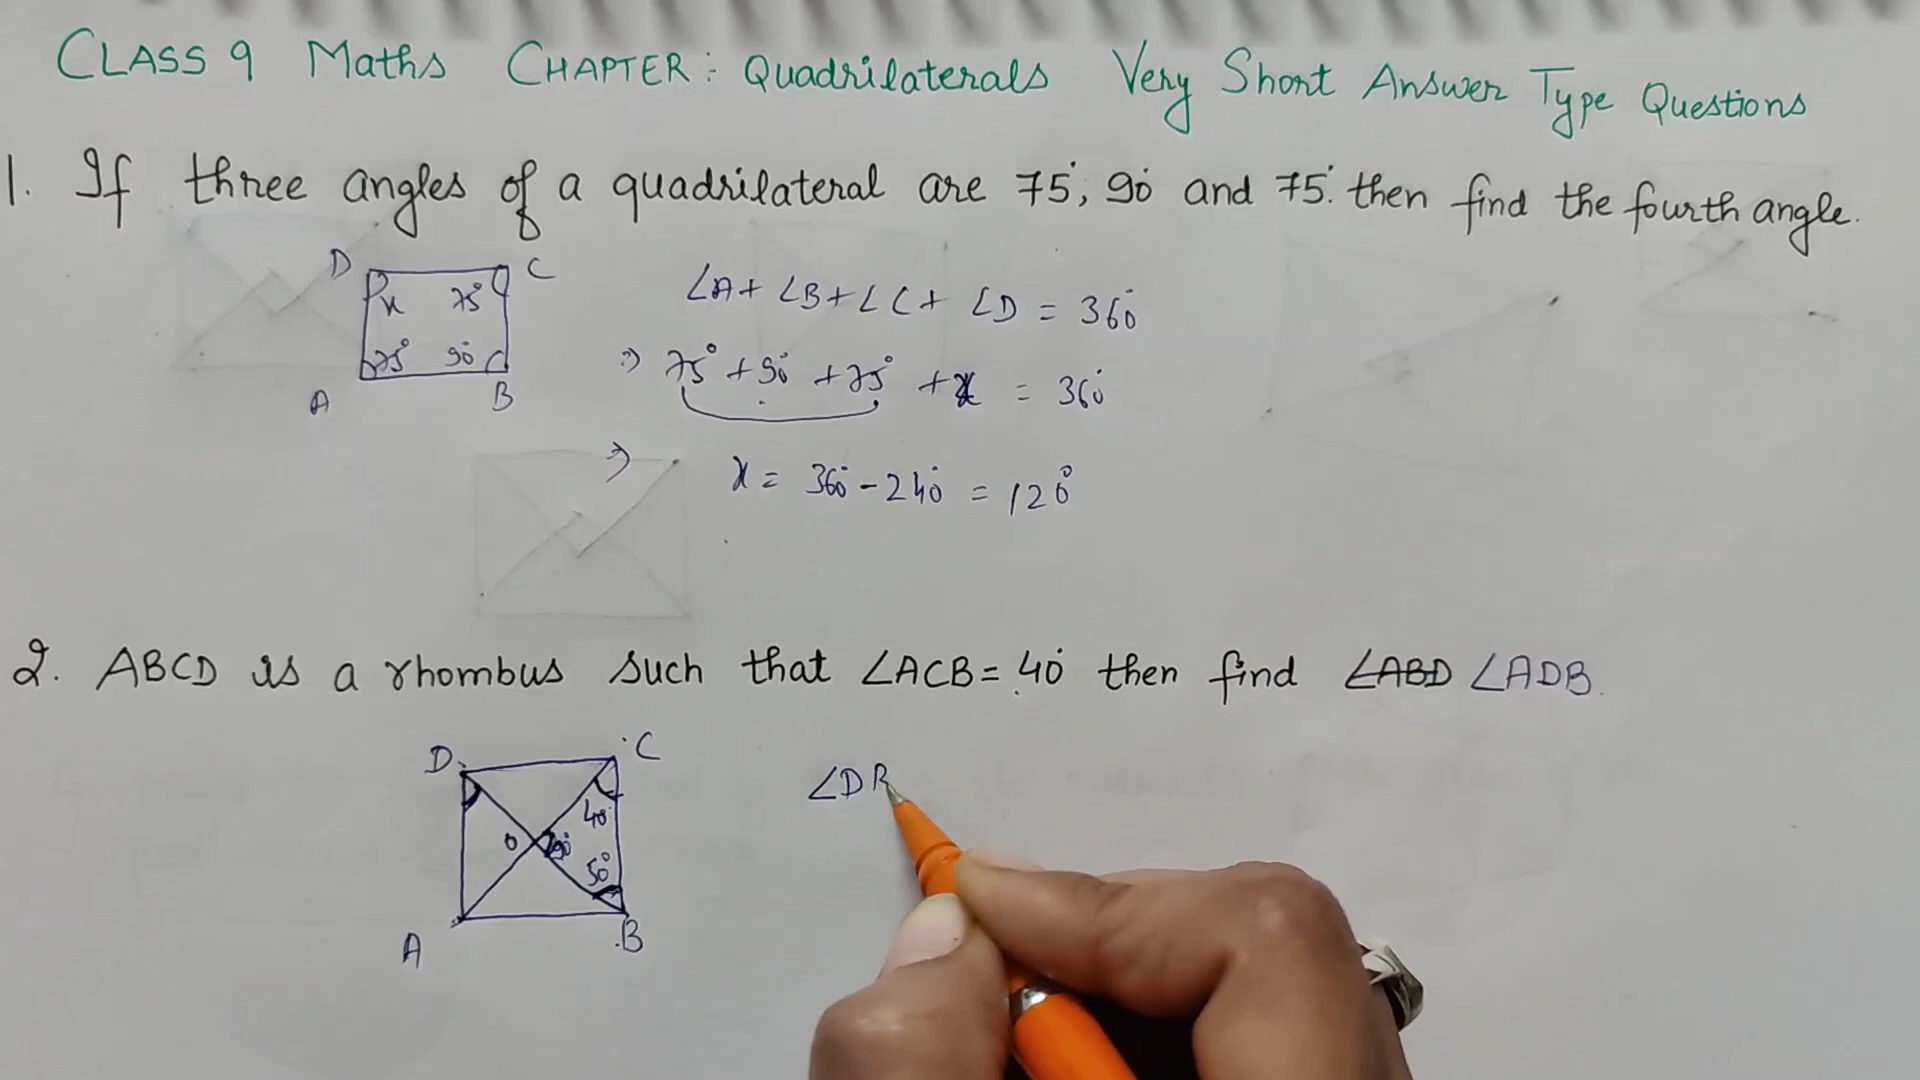 CLASS 9 Maths CHAPTER: Quadrilaterals Very Short Answer Type Questions
1. If three angles of a quadrilateral are 75°, 90° and 75°. then find the fourth angle.
D C
x 75°
75° 90°
A B
∠A + ∠B + ∠C + ∠D = 360°
⇒ 75° + 90° + 75° + x = 360°
⇒ x = 360° - 240° = 120°
2. ABCD is a rhombus such that ∠ACB = 40° then find ∠ABD ∠ADB.
D C
40°
O 90°
50°
A B
∠DB